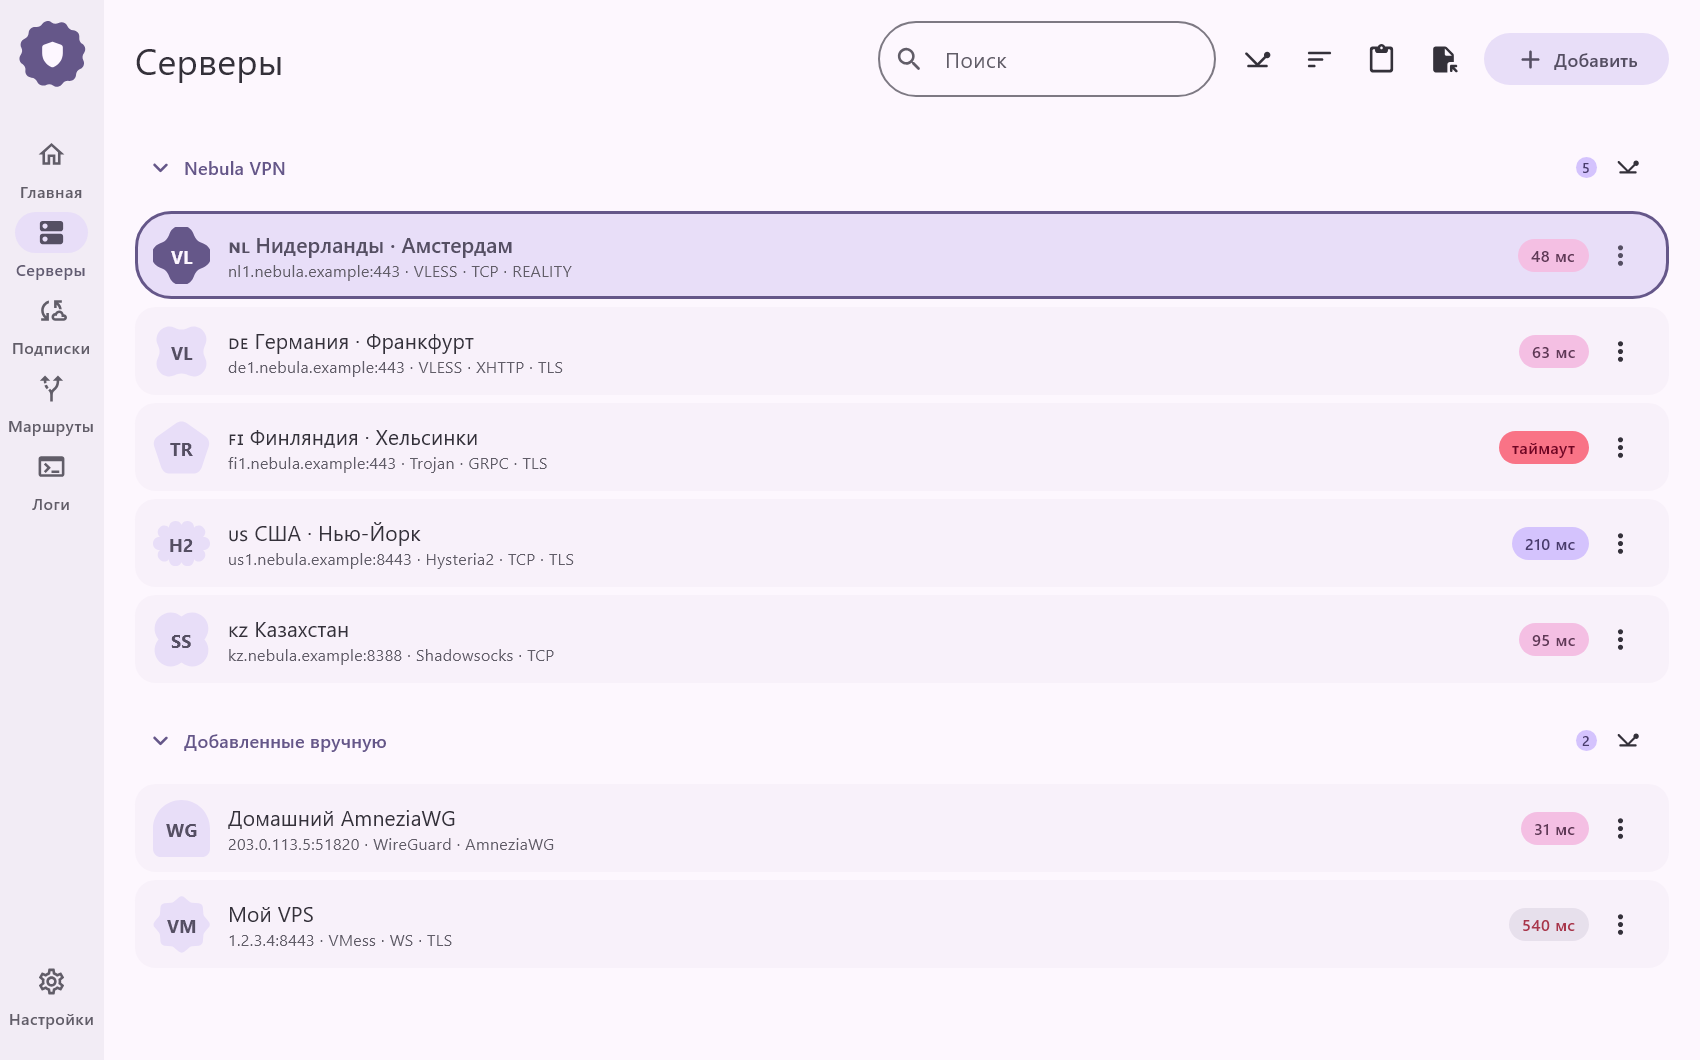 Серверы
Поиск
Добавить
Главная
Серверы
Подписки
Маршруты
Логи
Настройки
Nebula VPN
5
VL
NL Нидерланды · Амстердам
nl1.nebula.example:443 · VLESS · TCP · REALITY
48 мс
VL
DE Германия · Франкфурт
de1.nebula.example:443 · VLESS · XHTTP · TLS
63 мс
TR
FI Финляндия · Хельсинки
fi1.nebula.example:443 · Trojan · GRPC · TLS
таймаут
H2
US США · Нью-Йорк
us1.nebula.example:8443 · Hysteria2 · TCP · TLS
210 мс
SS
KZ Казахстан
kz.nebula.example:8388 · Shadowsocks · TCP
95 мс
Добавленные вручную
2
WG
Домашний AmneziaWG
203.0.113.5:51820 · WireGuard · AmneziaWG
31 мс
VM
Мой VPS
1.2.3.4:8443 · VMess · WS · TLS
540 мс